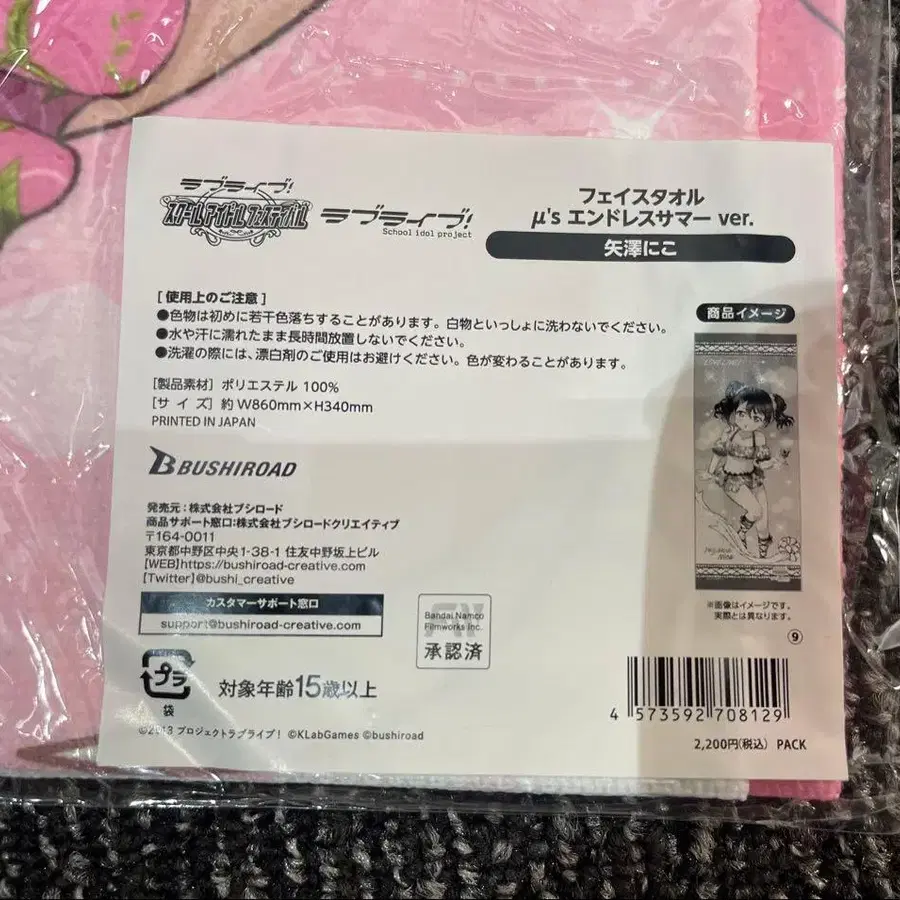 ラブライブ!
スクールアイドルフェスティバル
ラブライブ!
School idol project
フェイスタオル
μ's エンドレスサマー ver.
矢澤にこ
[使用上のご注意]
●色物は初めに若干色落ちすることがあります。白物といっしょに洗わないでください。
●水や汗に濡れたまま長時間放置しないでください。
●洗濯の際には、漂白剤のご使用はお避けください。色が変わることがあります。
[製品素材] ポリエステル 100%
[サ イ ズ] 約 W860mm×H340mm
PRINTED IN JAPAN
商品イメージ
BUSHIROAD
発売元:株式会社ブシロード
商品サポート窓口:株式会社ブシロードクリエイティブ
〒164-0011
東京都中野区中央1-38-1 住友中野坂上ビル
[WEB]https://bushiroad-creative.com
[Twitter]@bushi_creative
カスタマーサポート窓口
support@bushiroad-creative.com
Bandai Namco
Filmworks Inc.
承認済
※画像はイメージです。
実際とは異なります。
⑨
プラ
袋
対象年齢15歳以上
4 573592 708129
2,200円(税込) PACK
©2013 プロジェクトラブライブ! ©KLabGames ©bushiroad